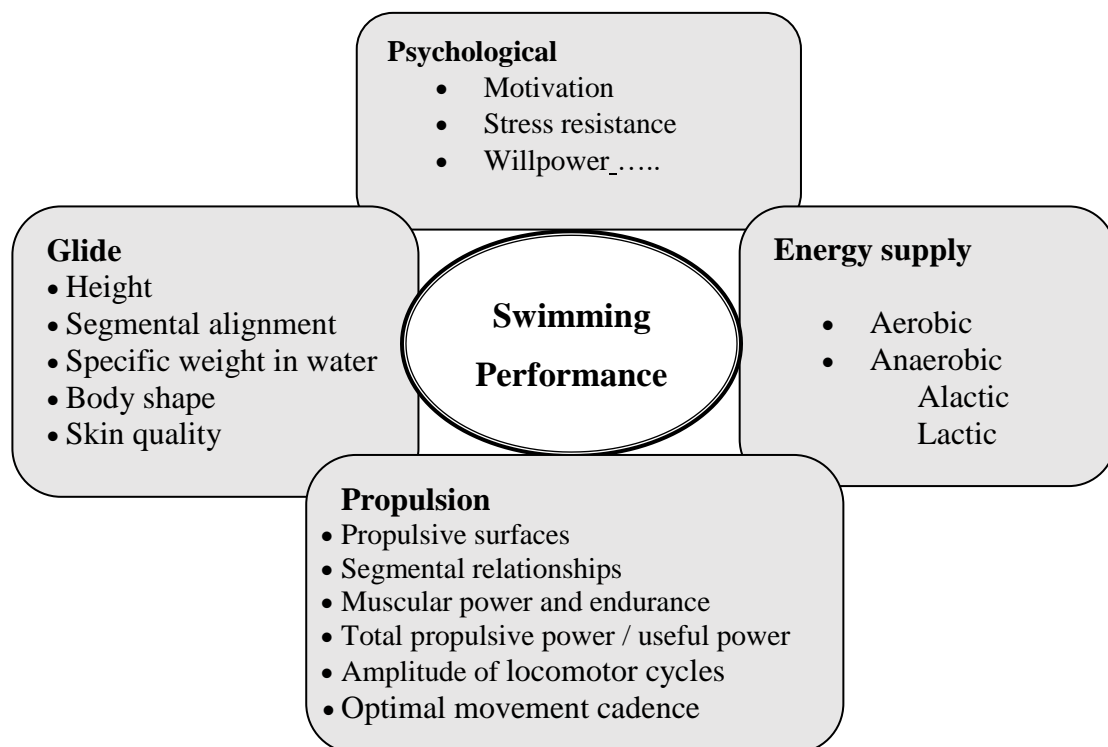 Psychological
• Motivation
• Stress resistance
• Willpower .....
Glide
• Height
• Segmental alignment
• Specific weight in water
• Body shape
• Skin quality
Swimming
Performance
Energy supply
• Aerobic
• Anaerobic
Alactic
Lactic
Propulsion
• Propulsive surfaces
• Segmental relationships
• Muscular power and endurance
• Total propulsive power / useful power
• Amplitude of locomotor cycles
• Optimal movement cadence